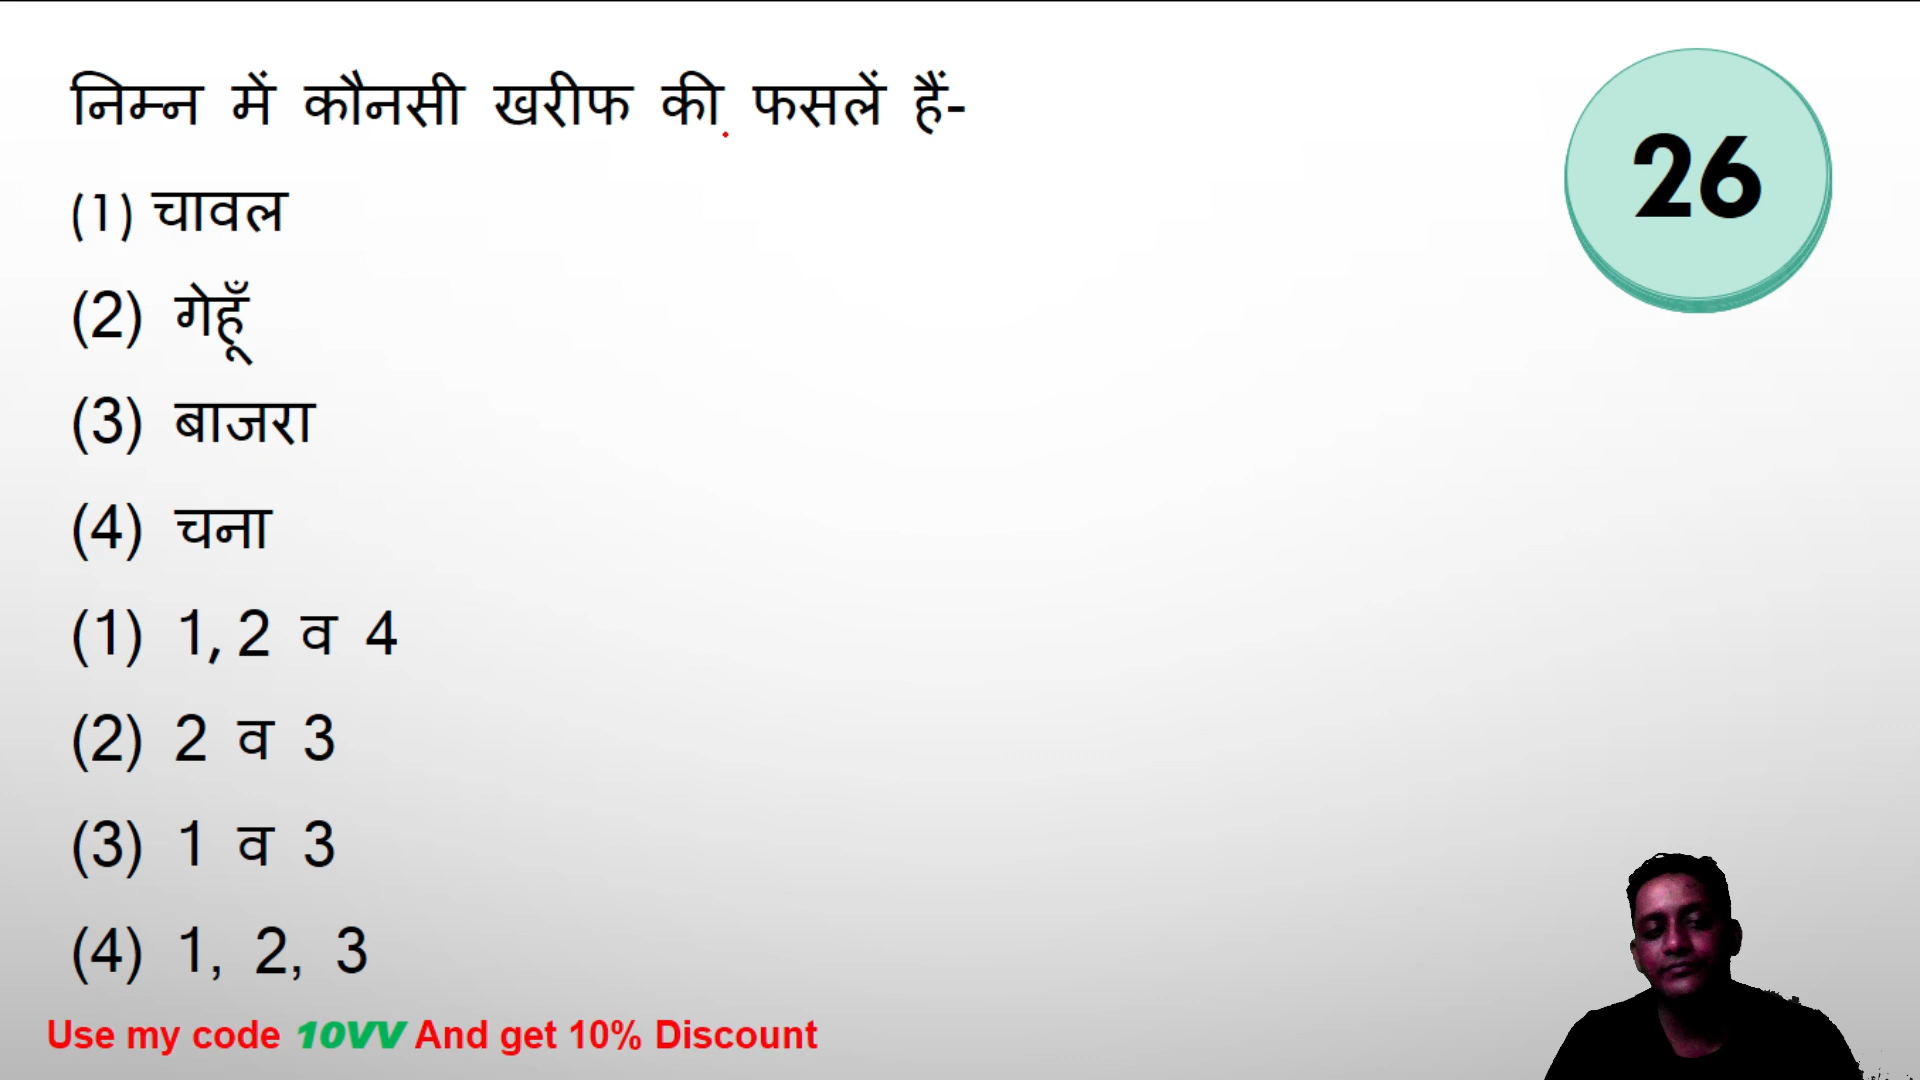 निम्न में कौनसी खरीफ की फसलें हैं-
26
(1) चावल
(2) गेहूँ
(3) बाजरा
(4) चना
(1) 1, 2 व 4
(2) 2 व 3
(3) 1 व 3
(4) 1, 2, 3
Use my code 10VV And get 10% Discount